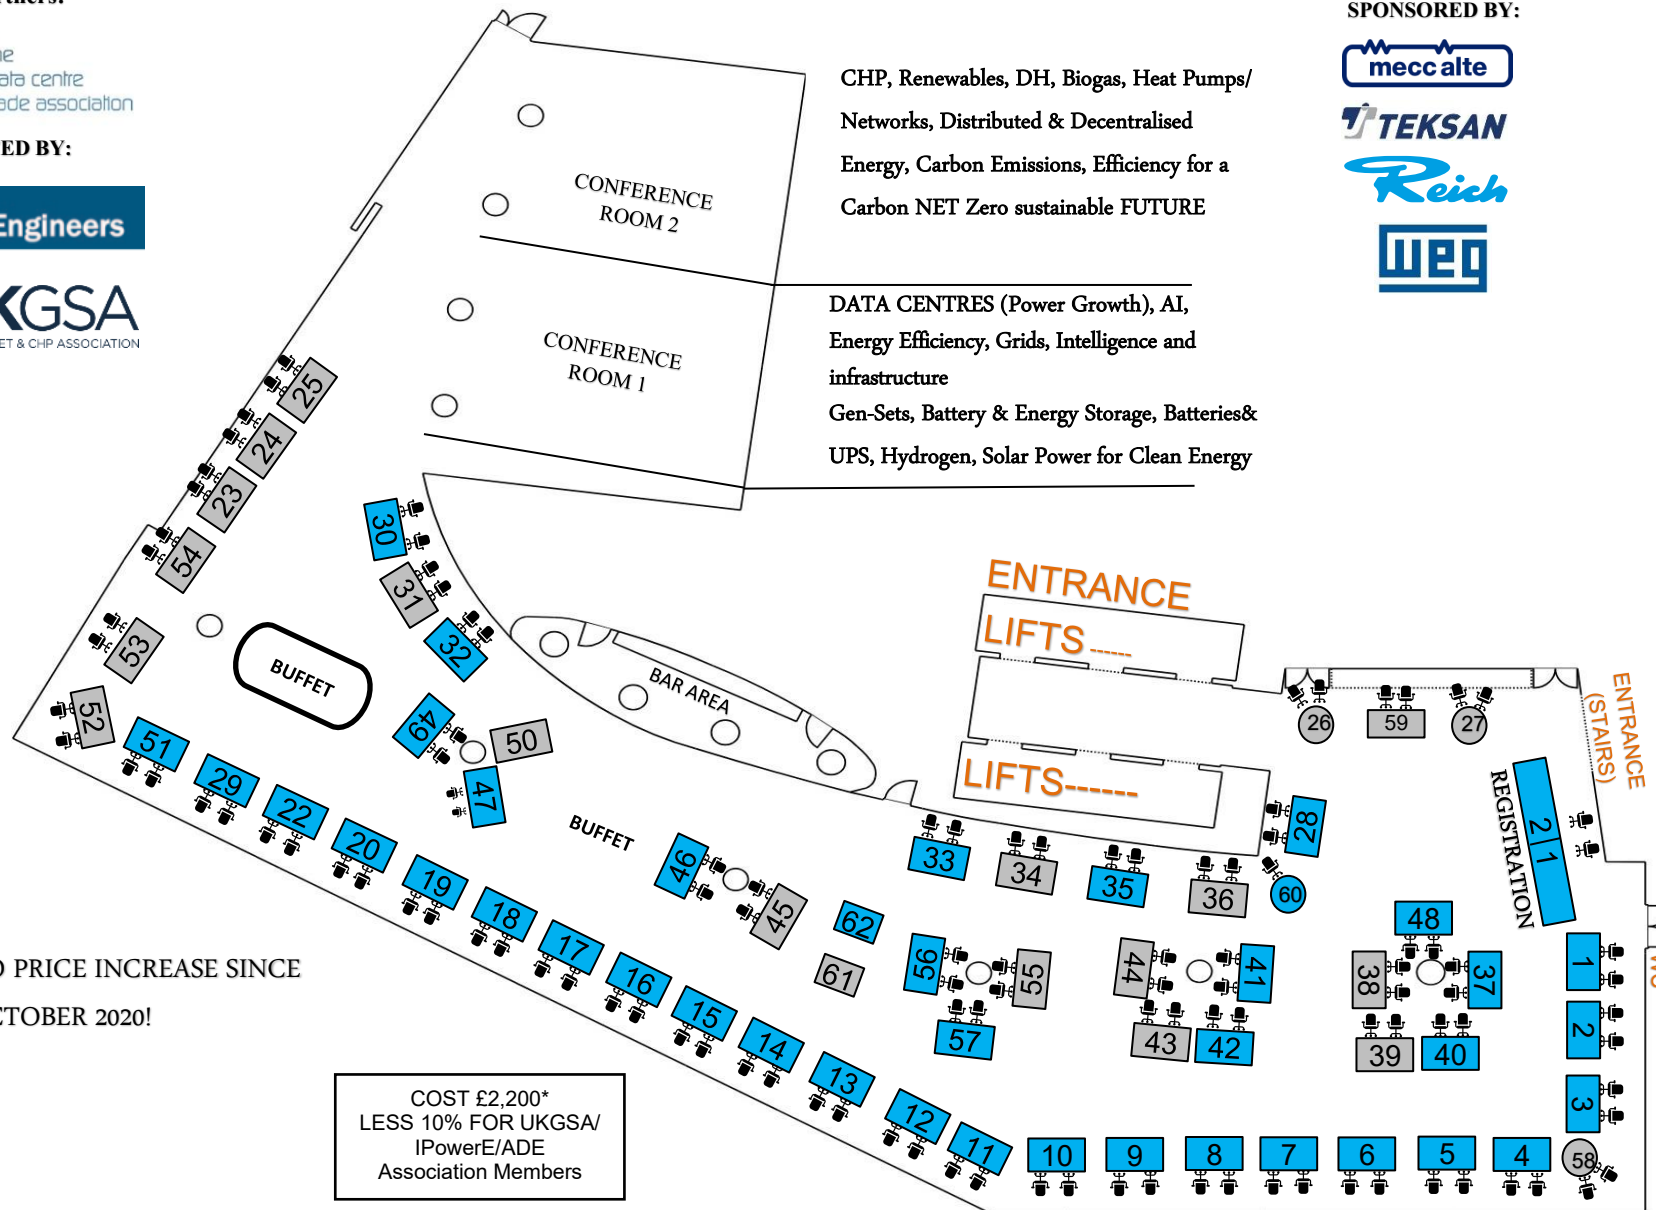 SPONSORED BY:
mecc alte
TEKSAN
Reich
weg
ata centre
ade association
ED BY:
Engineers
KGSA
ET & CHP ASSOCIATION
CHP, Renewables, DH, Biogas, Heat Pumps/
Networks, Distributed & Decentralised
Energy, Carbon Emissions, Efficiency for a
Carbon NET Zero sustainable FUTURE
CONFERENCE
ROOM 2
DATA CENTRES (Power Growth), AI,
Energy Efficiency, Grids, Intelligence and
infrastructure
Gen-Sets, Battery & Energy Storage, Batteries&
UPS, Hydrogen, Solar Power for Clean Energy
CONFERENCE
ROOM 1
25
24
23
54
53
52
30
31
32
BUFFET
BAR AREA
ENTRANCE
LIFTS ------
LIFTS------
26
59
27
ENTRANCE
(STAIRS)
REGISTRATION
2 1
49
50
47
51
29
22
20
19
18
17
16
15
14
13
12
11
BUFFET
46
45
62
61
33
34
35
36
28
60
56
55
57
44
41
43
42
48
38
37
39
40
1
2
3
WC
10
9
8
7
6
5
4
58
PRICE INCREASE SINCE
CTOBER 2020!
COST £2,200*
LESS 10% FOR UKGSA/
IPowerE/ADE
Association Members